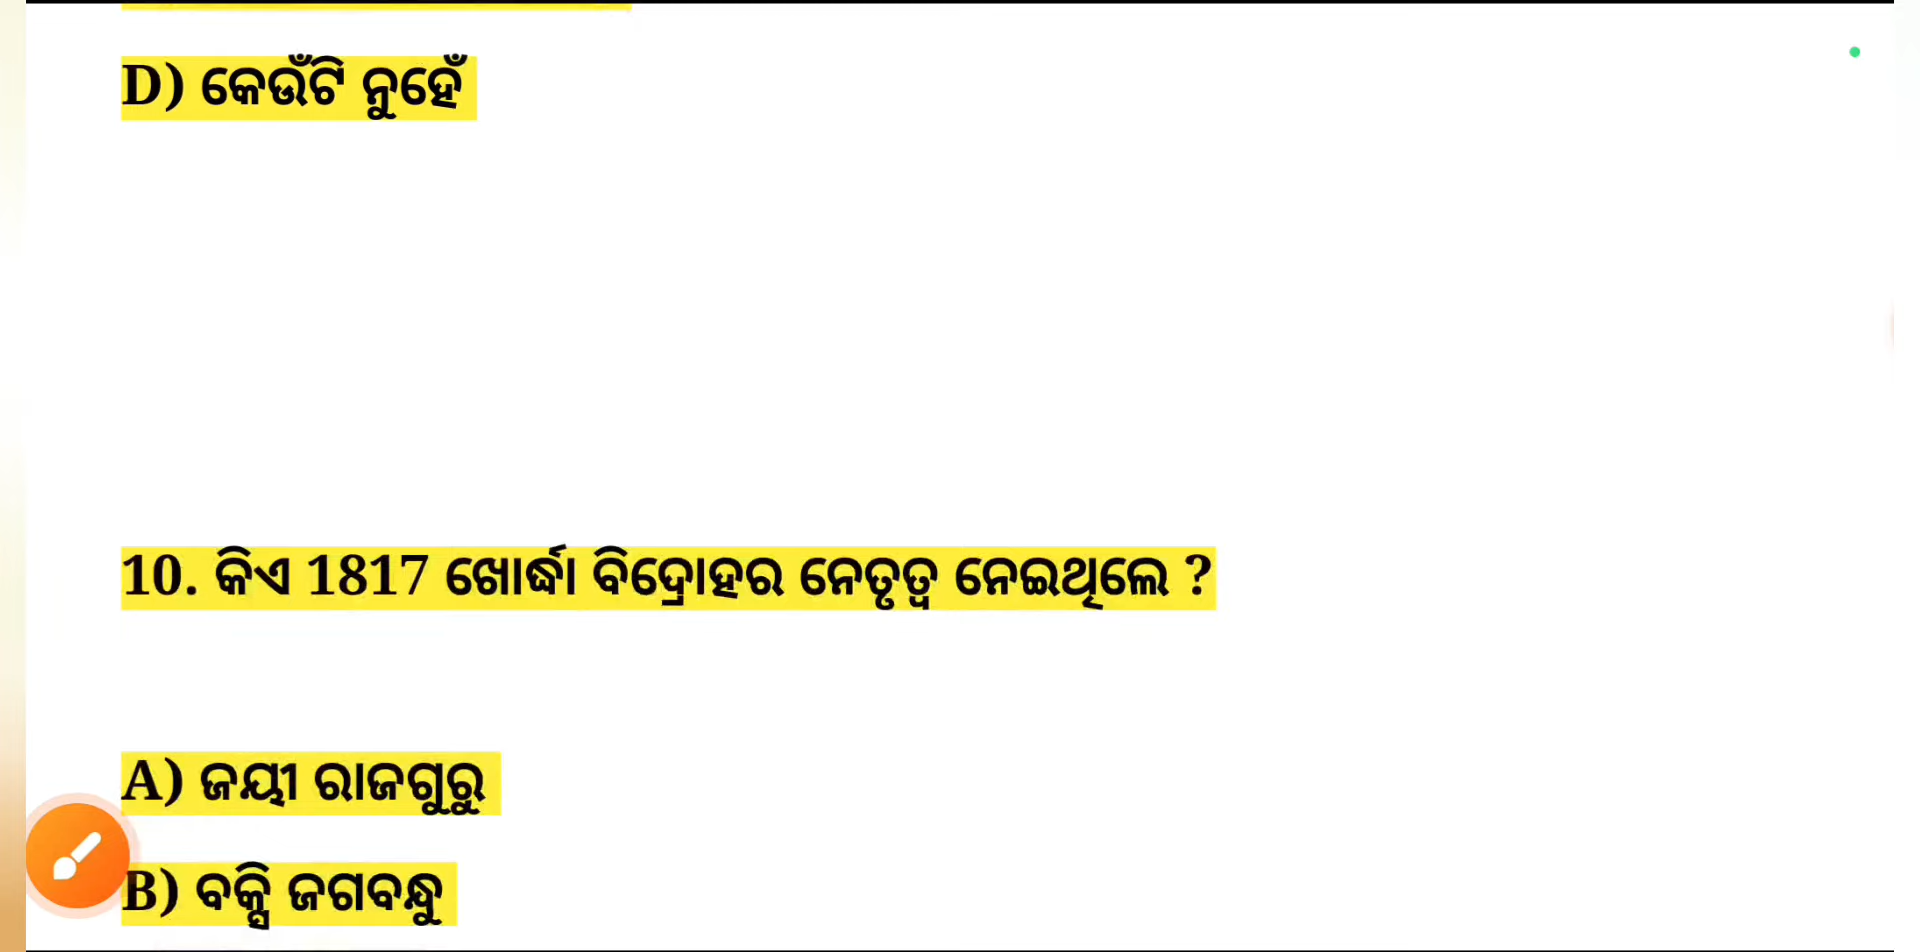 D) କେଉଁଟି ନୁହେଁ
10. କିଏ 1817 ଖୋର୍ଦ୍ଧା ବିଦ୍ରୋହର ନେତୃତ୍ୱ ନେଇଥିଲେ ?
A) ଜୟୀ ରାଜଗୁରୁ
B) ବକ୍ସି ଜଗବନ୍ଧୁ